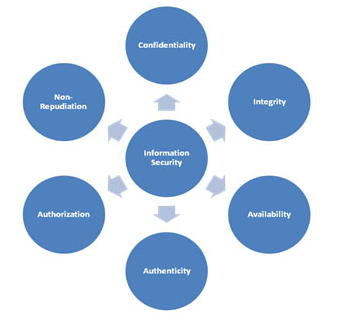 Confidentiality
Non-
Repudiation
Integrity
Information
Security
Authorization
Availability
Authenticity